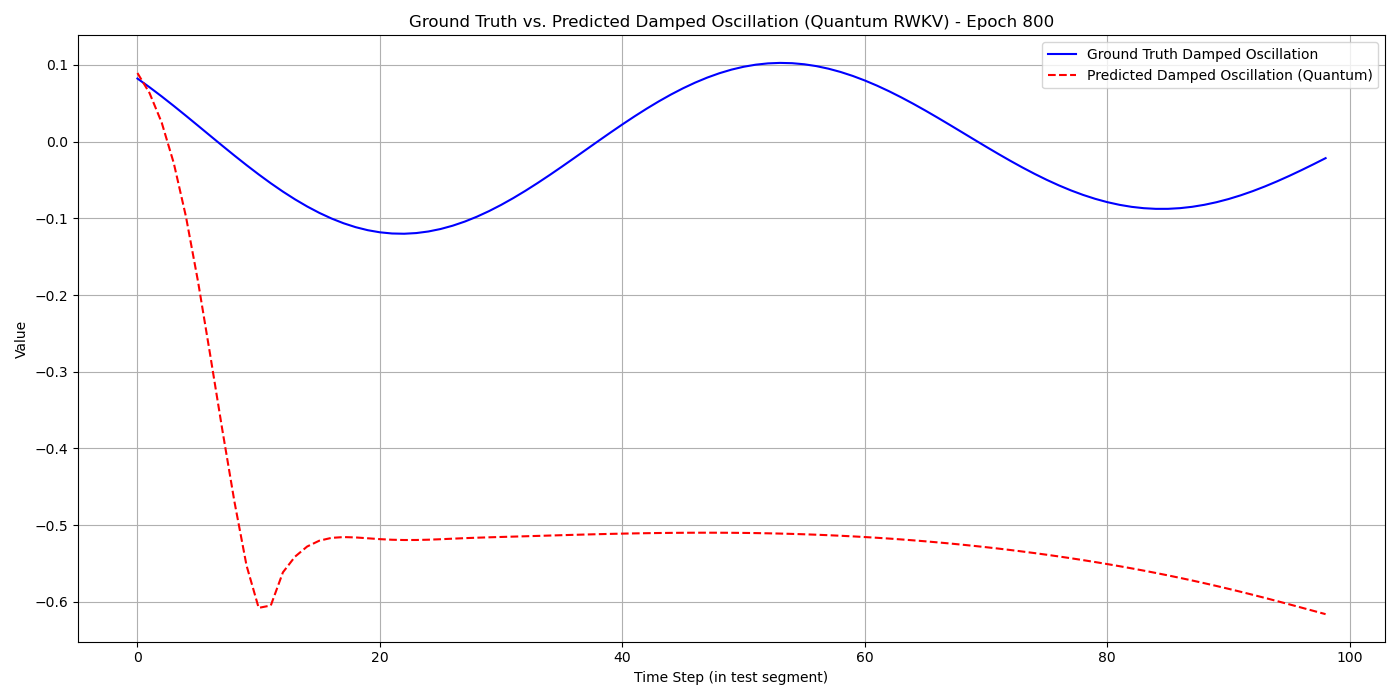 Ground Truth vs. Predicted Damped Oscillation (Quantum RWKV) - Epoch 800
Ground Truth Damped Oscillation
Predicted Damped Oscillation (Quantum)
0.1
0.0
−0.1
−0.2
−0.3
−0.4
−0.5
−0.6
Value
0 20 40 60 80 100
Time Step (in test segment)